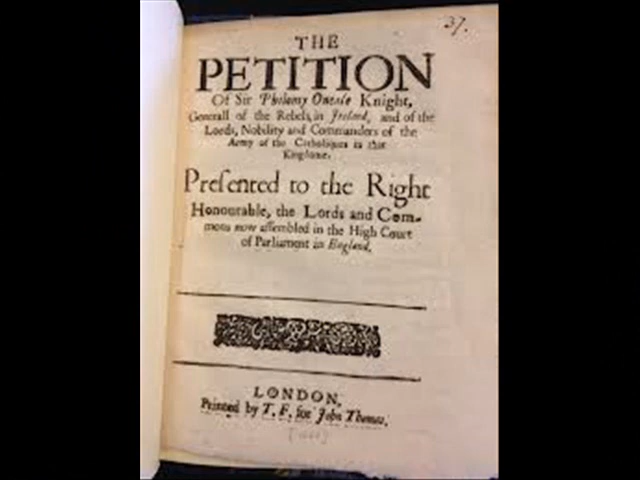 37.
THE
PETITION
Of Sir Philomy Oneale Knight,
Generall of the Rebels, in Ireland, and of the
Lords, Nobility and Commanders of the
Army of the Catholiques in that
Kingdome.
Preſented to the Right
Honourable, the Lords and Com-
mons now aſſembled in the High Court
of Parliament in England.
LONDON,
Printed by T. F. for John Thomas.